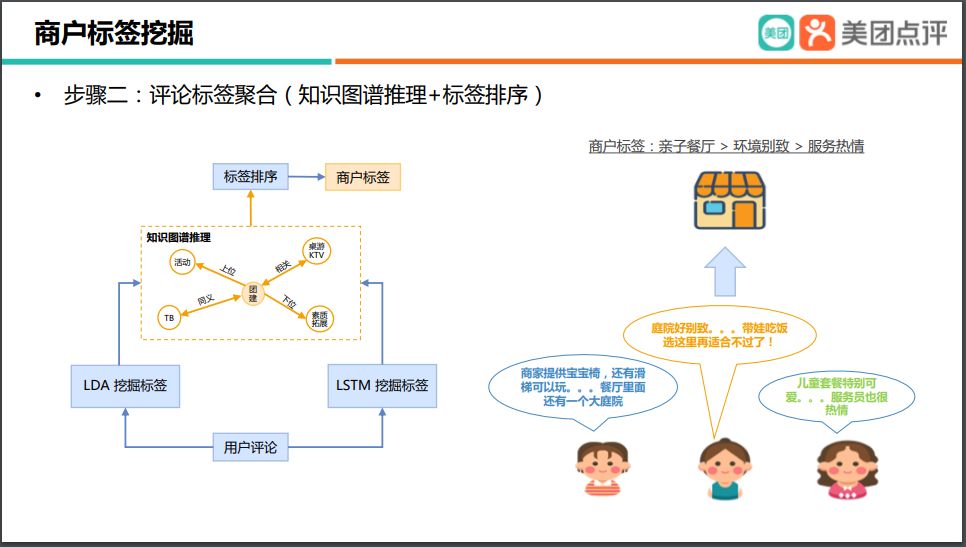 商户标签挖掘
美团
美团点评
• 步骤二：评论标签聚合（知识图谱推理+标签排序）
标签排序
商户标签
知识图谱推理
活动
上位
相关
桌游
KTV
团
建
TB
同义
下位
素质
拓展
LDA 挖掘标签
LSTM 挖掘标签
用户评论
商户标签：亲子餐厅 > 环境别致 > 服务热情
庭院好别致。。。带娃吃饭
选这里再适合不过了！
商家提供宝宝椅，还有滑
梯可以玩。。。餐厅里面
还有一个大庭院
儿童套餐特别可
爱。。。服务员也很
热情